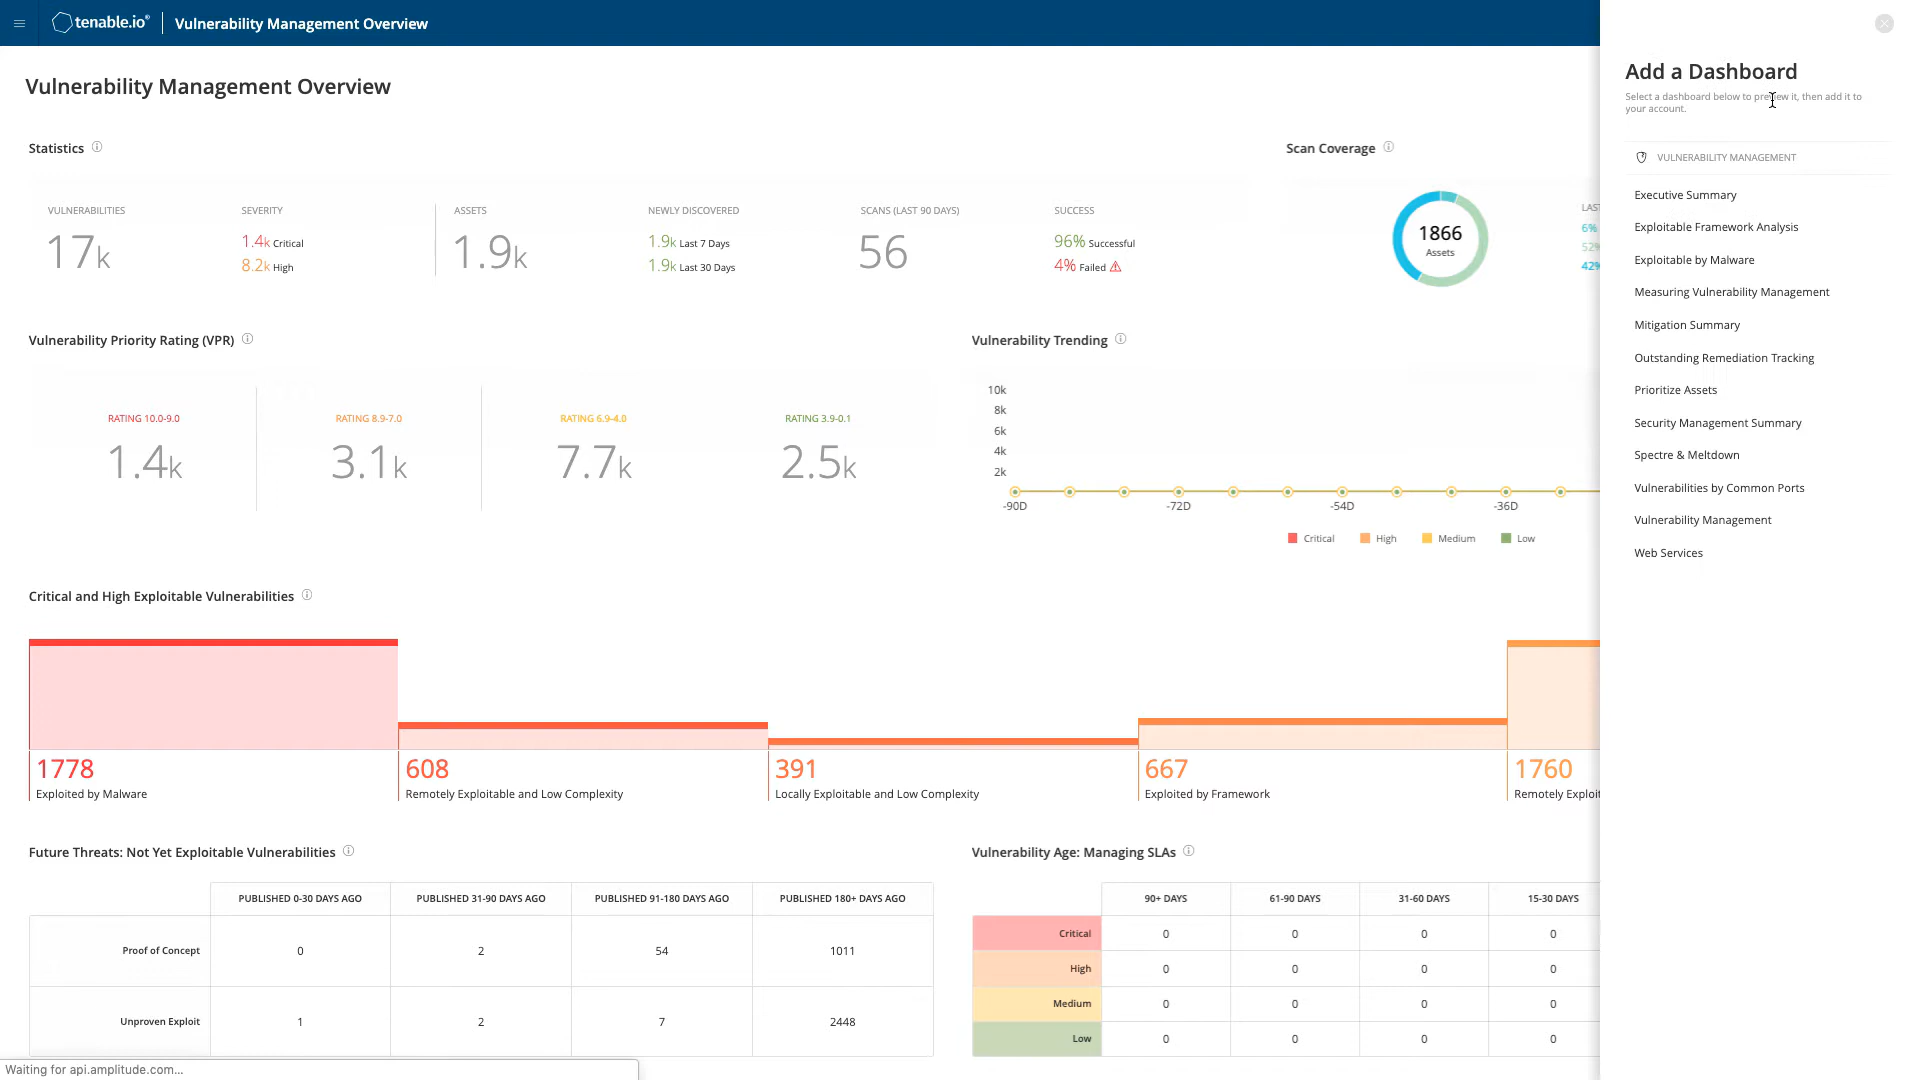 tenable.io®
Vulnerability Management Overview
Vulnerability Management Overview
Statistics
VULNERABILITIES
17k
SEVERITY
1.4k Critical
8.2k High
ASSETS
1.9k
NEWLY DISCOVERED
1.9k Last 7 Days
1.9k Last 30 Days
SCANS (LAST 90 DAYS)
56
SUCCESS
96% Successful
4% Failed
Scan Coverage
1866
Assets
6%
52%
42%
Vulnerability Priority Rating (VPR)
RATING 10.0-9.0
1.4k
RATING 8.9-7.0
3.1k
RATING 6.9-4.0
7.7k
RATING 3.9-0.1
2.5k
Vulnerability Trending
10k
8k
6k
4k
2k
-90D -72D -54D -36D
Critical High Medium Low
Critical and High Exploitable Vulnerabilities
1778
Exploited by Malware
608
Remotely Exploitable and Low Complexity
391
Locally Exploitable and Low Complexity
667
Exploited by Framework
1760
Remotely
Future Threats: Not Yet Exploitable Vulnerabilities
PUBLISHED 0-30 DAYS AGO PUBLISHED 31-90 DAYS AGO PUBLISHED 91-180 DAYS AGO PUBLISHED 180+ DAYS AGO
Proof of Concept 0 2 54 1011
Unproven Exploit 1 2 7 2448
Vulnerability Age: Managing SLAs
90+ DAYS 61-90 DAYS 31-60 DAYS 15-30 DAYS
Critical 0 0 0 0
High 0 0 0 0
Medium 0 0 0 0
Low 0 0 0 0
Waiting for api.amplitude.com...
Add a Dashboard
Select a dashboard below to preview it, then add it to
your account.
VULNERABILITY MANAGEMENT
Executive Summary
Exploitable Framework Analysis
Exploitable by Malware
Measuring Vulnerability Management
Mitigation Summary
Outstanding Remediation Tracking
Prioritize Assets
Security Management Summary
Spectre & Meltdown
Vulnerabilities by Common Ports
Vulnerability Management
Web Services